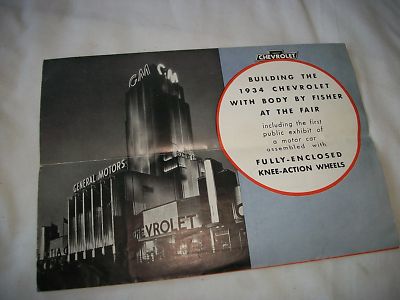 CHEVROLET
BUILDING THE
1934 CHEVROLET
WITH BODY BY FISHER
AT THE FAIR
including the first
public exhibit of
a motor car
assembled with
FULLY-ENCLOSED
KNEE-ACTION WHEELS
GM
GENERAL MOTORS
CHEVROLET